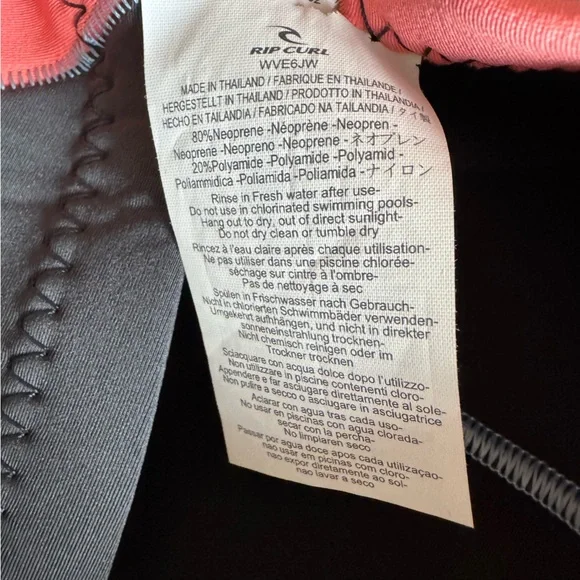 RIP CURL
WVE6JW
MADE IN THAILAND / FABRIQUE EN THAILANDE /
HERGESTELLT IN THAILAND / PRODOTTO IN THAILANDIA /
HECHO EN TAILANDIA / FABRICADO NA TAILANDIA / タイ製
80%Neoprene -Néoprène -Neopren -
Neoprene -Neopreno -Neoprene -ネオプレン
20%Polyamide -Polyamide -Polyamid -
Poliammidica -Poliamida -Poliamida -ナイロン
Rinse in Fresh water after use-
Do not use in chlorinated swimming pools-
Hang out to dry, out of direct sunlight-
Do not dry clean or tumble dry
Rincez à l'eau claire après chaque utilisation-
Ne pas utiliser dans une piscine chlorée-
séchage sur cintre à l'ombre-
Pas de nettoyage à sec
Spülen in Frischwasser nach Gebrauch-
Nicht in chlorierten Schwimmbäder verwenden-
Umgekehrt aufhhängen, und nicht in direkter
sonneneinstrahlung trocknen-
Nicht chemisch reinigen oder im
Trockner trocknen
Sciacquare con acqua dolce dopo l'utilizzo-
Non utilizzare in piscine contenenti cloro-
Appendere e far asciugare direttamente al sole-
Non pulire a secco o asciugare in asciugatrice
Aclarar con agua tras cada uso-
No usar en piscinas con agua clorada-
secar con la percha-
No limplaren seco
Passar por agua doce apos cada utilizaçao-
nao usar em picinas com cloro-
nao expor diretamente ao sol-
nao lavar a seco